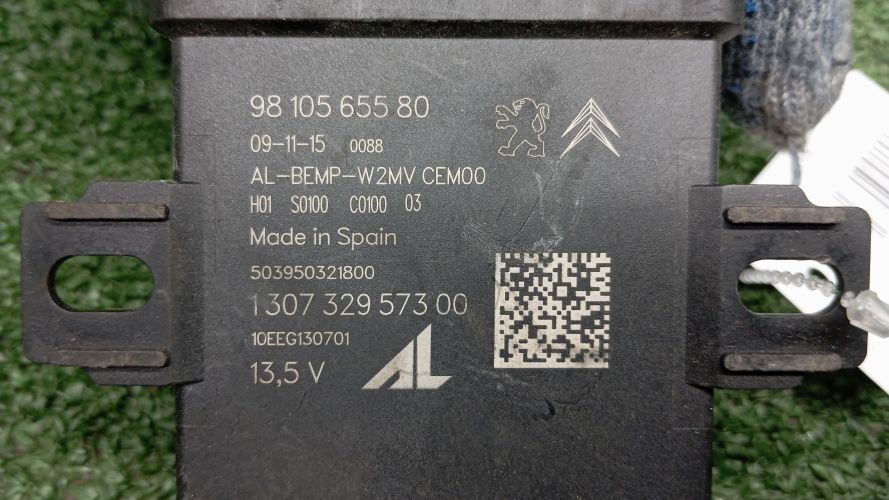 98 105 655 80
09-11-15 0088
AL-BEMP-W2MV CEM00
H01 S0100 C0100 03
Made in Spain
503950321800
1 307 329 573 00
10EEG130701
13,5 V
AL